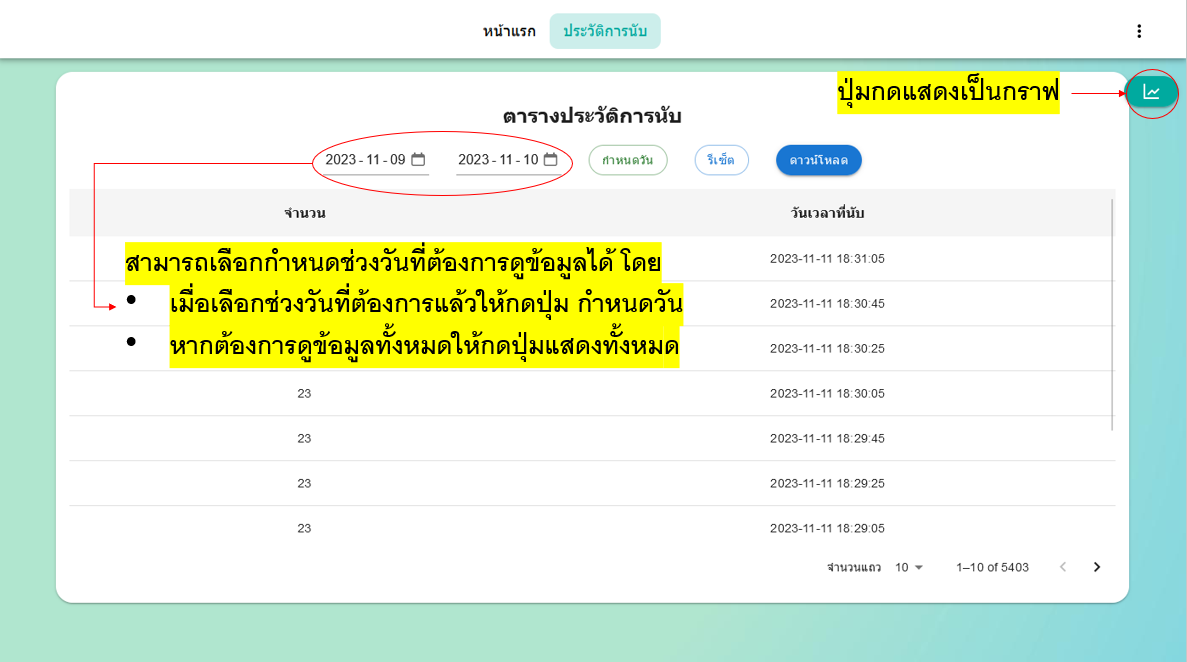 หน้าแรก ประวัติการนับ
ปุ่มกดแสดงเป็นกราฟ
ตารางประวัติการนับ
2023-11-09 2023-11-10 กำหนดวัน รีเซ็ต ดาวน์โหลด
จำนวน วันเวลาที่นับ
สามารถเลือกกำหนดช่วงวันที่ต้องการดูข้อมูลได้ โดย
2023-11-11 18:31:05
• เมื่อเลือกช่วงวันที่ต้องการแล้วให้กดปุ่ม กำหนดวัน
2023-11-11 18:30:45
• หากต้องการดูข้อมูลทั้งหมดให้กดปุ่มแสดงทั้งหมด
2023-11-11 18:30:25
23 2023-11-11 18:30:05
23 2023-11-11 18:29:45
23 2023-11-11 18:29:25
23 2023-11-11 18:29:05
จำนวนแถว 10 1–10 of 5403